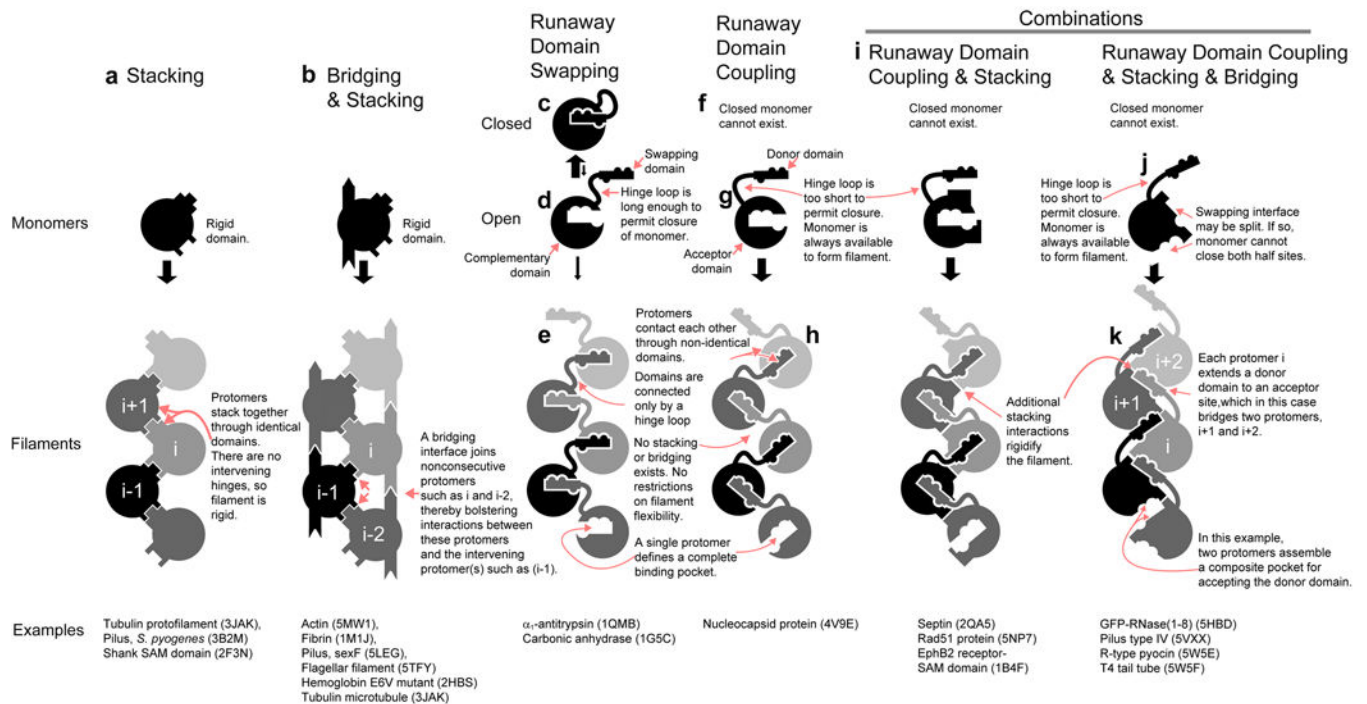 Combinations
a Stacking
b Bridging
& Stacking
Runaway
Domain
Swapping
Runaway
Domain
Coupling
i Runaway Domain
Coupling & Stacking
Runaway Domain Coupling
& Stacking & Bridging
Monomers
Rigid
domain.
Rigid
domain.
c
Closed
d
Open
Swapping
domain
Hinge loop is
long enough to
permit closure
of monomer.
Complementary
domain
f
Closed monomer
cannot exist.
g
Donor domain
Hinge loop is
too short to
permit closure.
Monomer is
always available
to form filament.
Acceptor
domain
Closed monomer
cannot exist.
Closed monomer
cannot exist.
j
Hinge loop is
too short to
permit closure.
Monomer is
always available
to form filament.
Swapping interface
may be split. If so,
monomer cannot
close both half sites.
Filaments
i+1
i
i-1
Protomers
stack together
through identical
domains.
There are no
intervening
hinges, so
filament is
rigid.
i
i-1
i-2
A bridging
interface joins
nonconsecutive
protomers
such as i and i-2,
thereby bolstering
interactions between
these protomers
and the intervening
protomer(s) such as (i-1).
e
Protomers
contact each other
through non-identical
domains.
Domains are
connected
only by a
hinge loop
No stacking
or bridging
exists. No
restrictions
on filament
flexibility.
A single protomer
defines a complete
binding pocket.
h
Additional
stacking
interactions
rigidify
the filament.
k
i+2
i+1
i
Each protomer i
extends a donor
domain to an acceptor
site,which in this case
bridges two protomers,
i+1 and i+2.
In this example,
two protomers assemble
a composite pocket for
accepting the donor domain.
Examples
Tubulin protofilament (3JAK),
Pilus, S. pyogenes (3B2M)
Shank SAM domain (2F3N)
Actin (5MW1),
Fibrin (1M1J),
Pilus, sexF (5LEG),
Flagellar filament (5TFY)
Hemoglobin E6V mutant (2HBS)
Tubulin microtubule (3JAK)
α₁-antitrypsin (1QMB)
Carbonic anhydrase (1G5C)
Nucleocapsid protein (4V9E)
Septin (2QA5)
Rad51 protein (5NP7)
EphB2 receptor-
SAM domain (1B4F)
GFP-RNase(1-8) (5HBD)
Pilus type IV (5VXX)
R-type pyocin (5W5E)
T4 tail tube (5W5F)